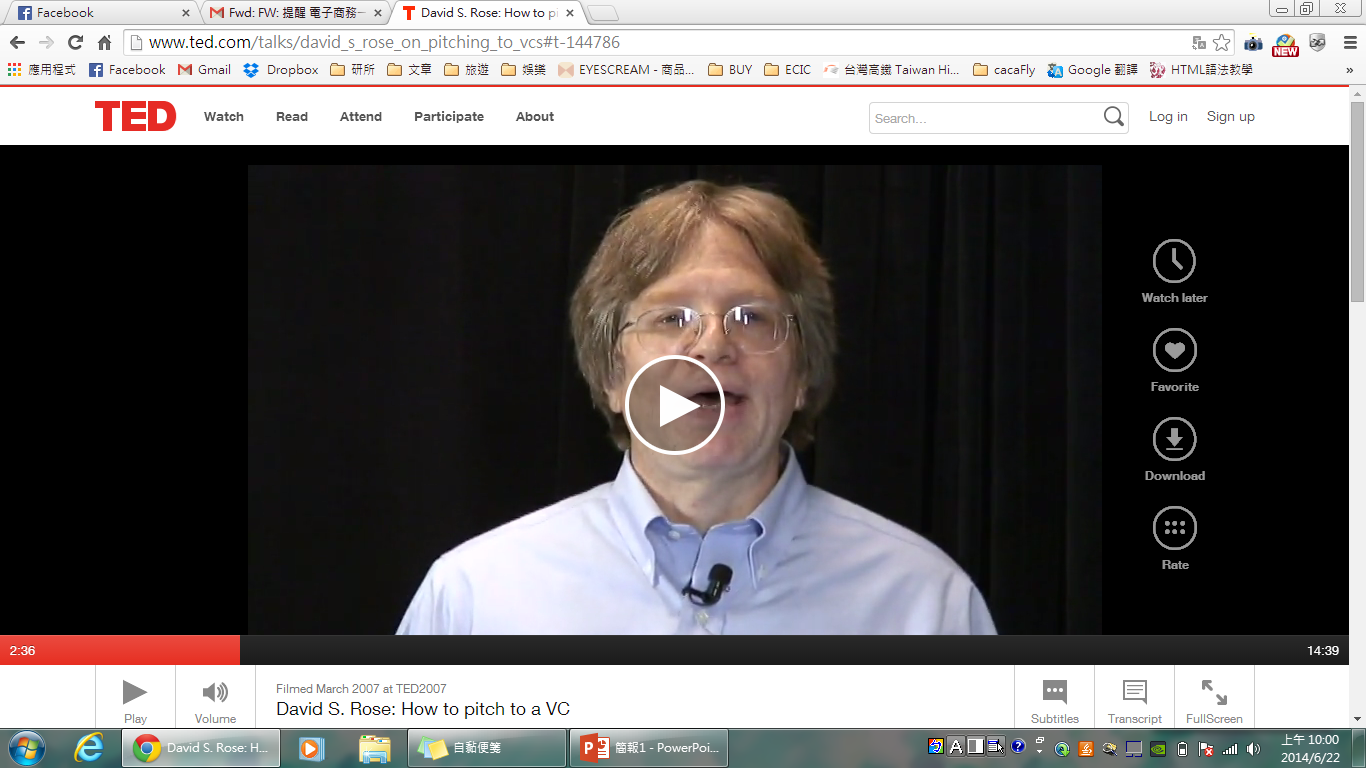 Facebook
Fwd: FW: 提醒 電子商務一
David S. Rose: How to pi
www.ted.com/talks/david_s_rose_on_pitching_to_vcs#t-144786
NEW
應用程式 Facebook Gmail Dropbox 研所 文章 旅遊 娛樂 EYESCREAM - 商品... BUY ECIC 台灣高鐵 Taiwan Hi... cacaFly Google 翻譯 HTML語法教學 »
TED Watch Read Attend Participate About Search... Log in Sign up
Watch later
Favorite
Download
Rate
2:36 14:39
Filmed March 2007 at TED2007
David S. Rose: How to pitch to a VC
Play Volume Subtitles Transcript FullScreen
David S. Rose: H... 自黏便箋 簡報1 - PowerPoi... A 上午 10:00
2014/6/22